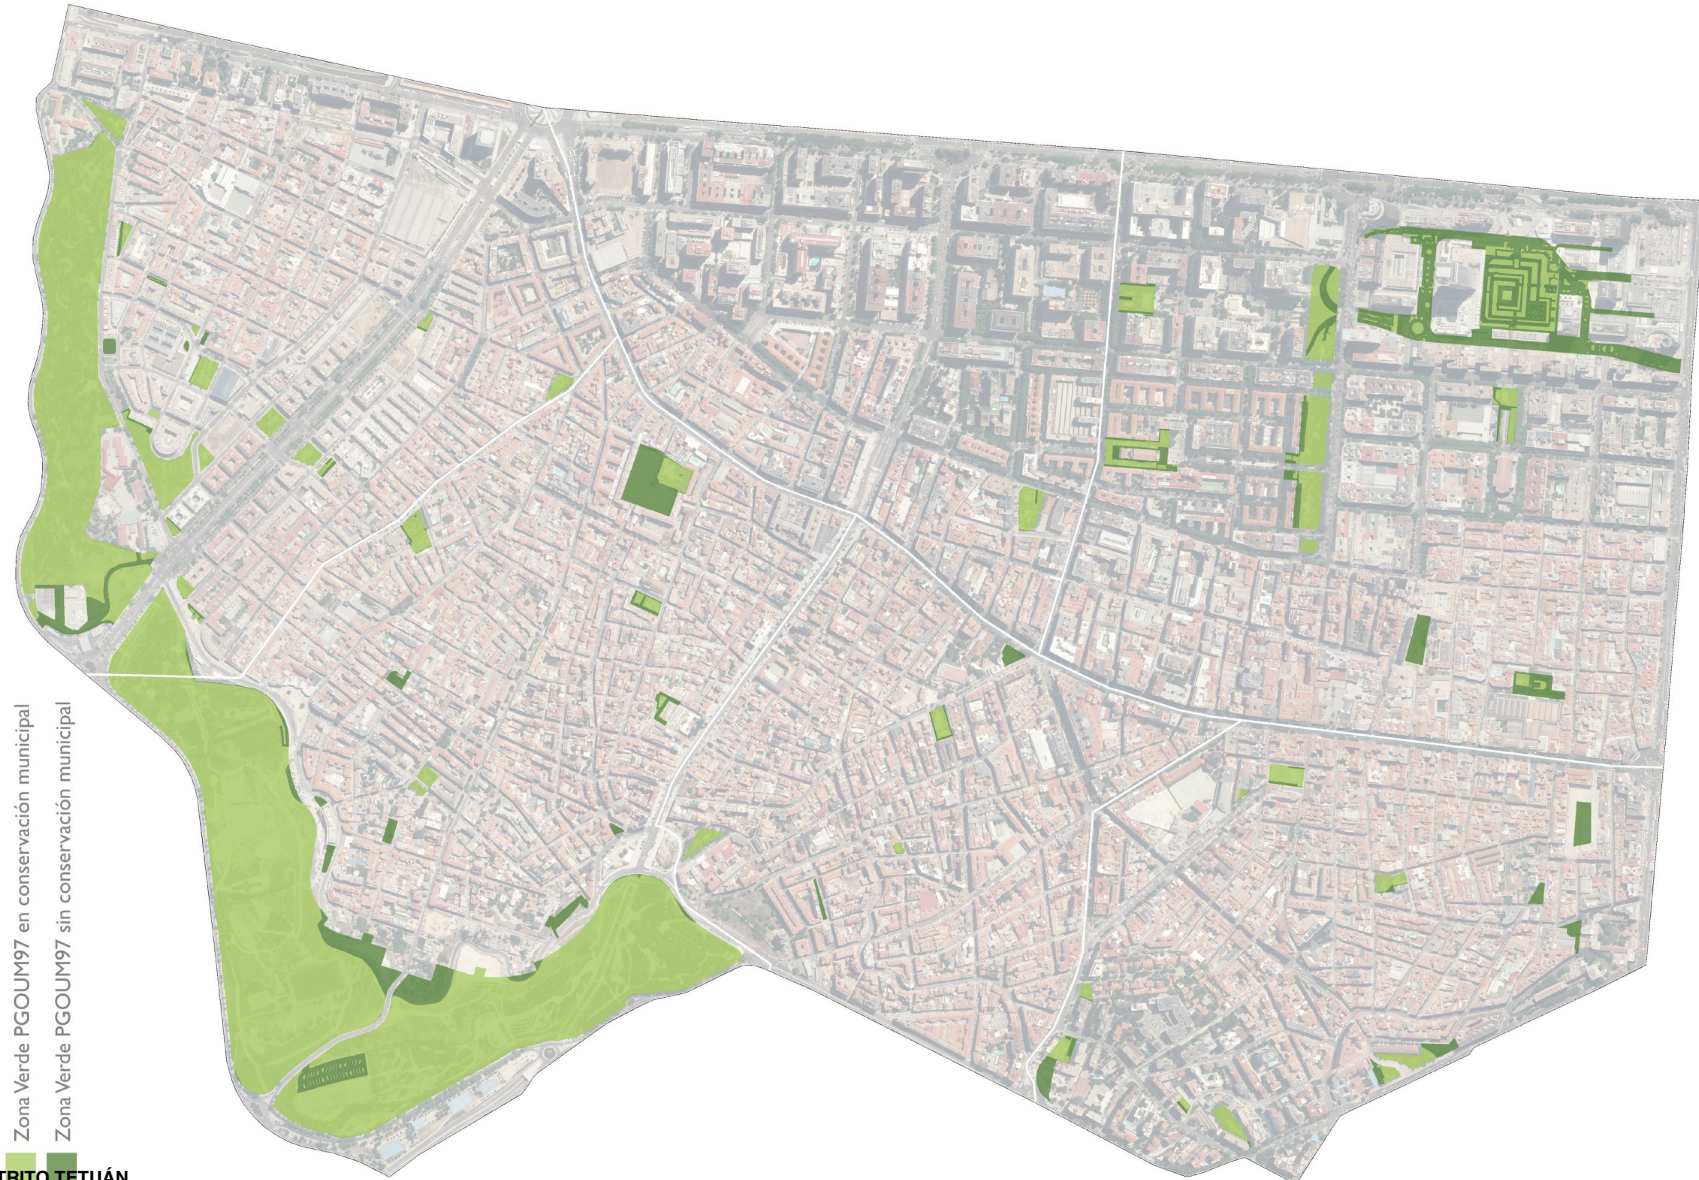 Zona Verde PGOUM97 en conservación municipal
Zona Verde PGOUM97 sin conservación municipal
TRITO TETUÁN